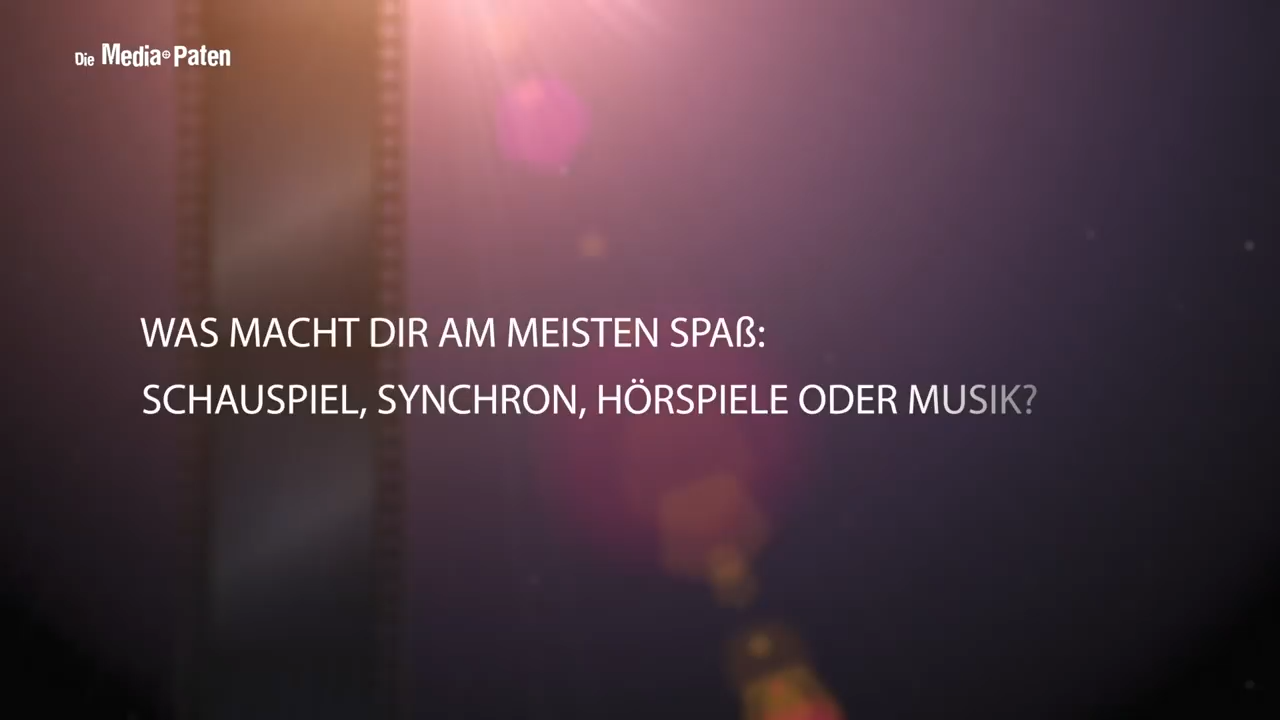 Die Media Paten
WAS MACHT DIR AM MEISTEN SPAß:
SCHAUSPIEL, SYNCHRON, HÖRSPIELE ODER MUSIK?